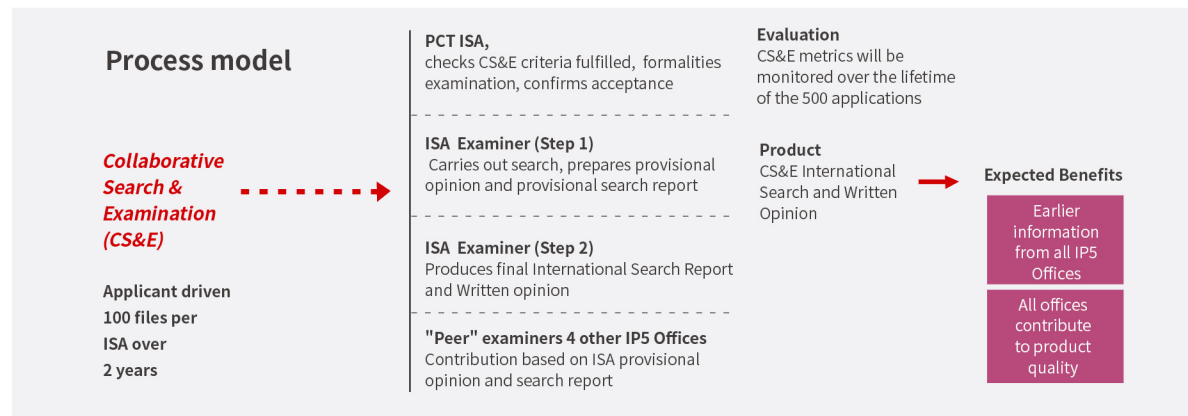 Process model
Collaborative
Search &
Examination
(CS&E)
Applicant driven
100 files per
ISA over
2 years
PCT ISA,
checks CS&E criteria fulfilled, formalities
examination, confirms acceptance
ISA Examiner (Step 1)
Carries out search, prepares provisional
opinion and provisional search report
ISA Examiner (Step 2)
Produces final International Search Report
and Written opinion
"Peer" examiners 4 other IP5 Offices
Contribution based on ISA provisional
opinion and search report
Evaluation
CS&E metrics will be
monitored over the lifetime
of the 500 applications
Product
CS&E International
Search and Written
Opinion
Expected Benefits
Earlier
information
from all IP5
Offices
All offices
contribute
to product
quality